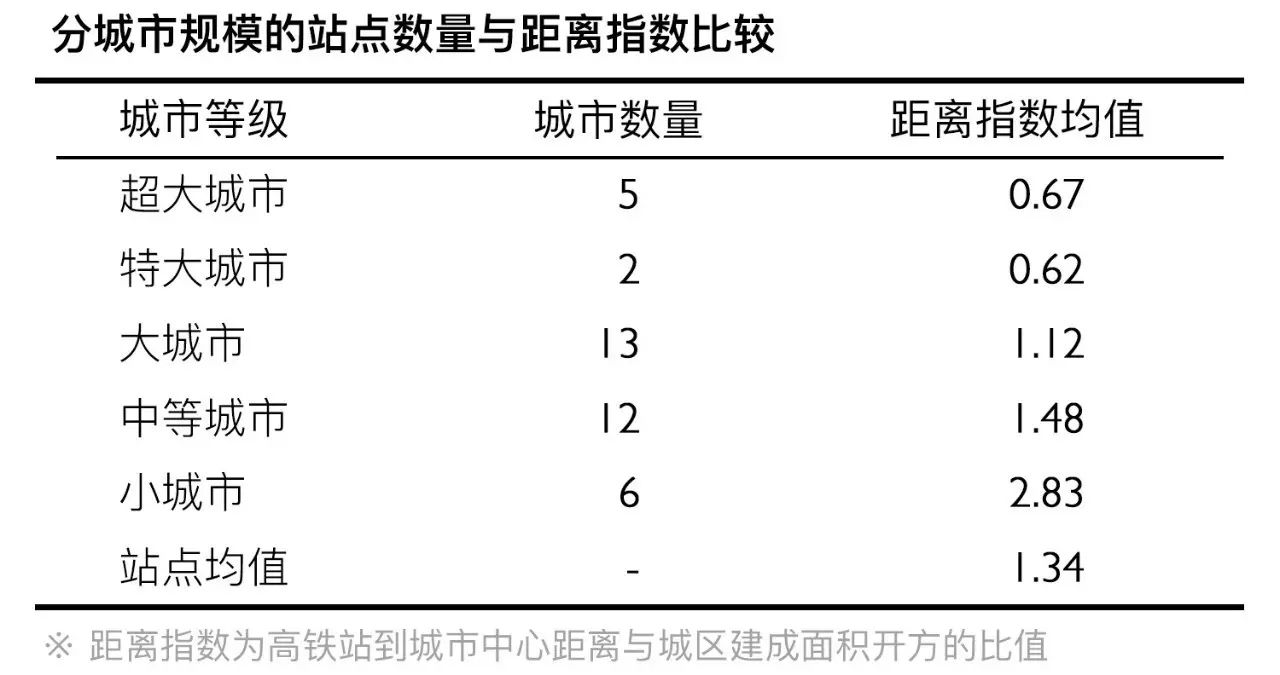 分城市规模的站点数量与距离指数比较
城市等级 城市数量 距离指数均值
超大城市 5 0.67
特大城市 2 0.62
大城市 13 1.12
中等城市 12 1.48
小城市 6 2.83
站点均值 - 1.34
※ 距离指数为高铁站到城市中心距离与城区建成面积开方的比值